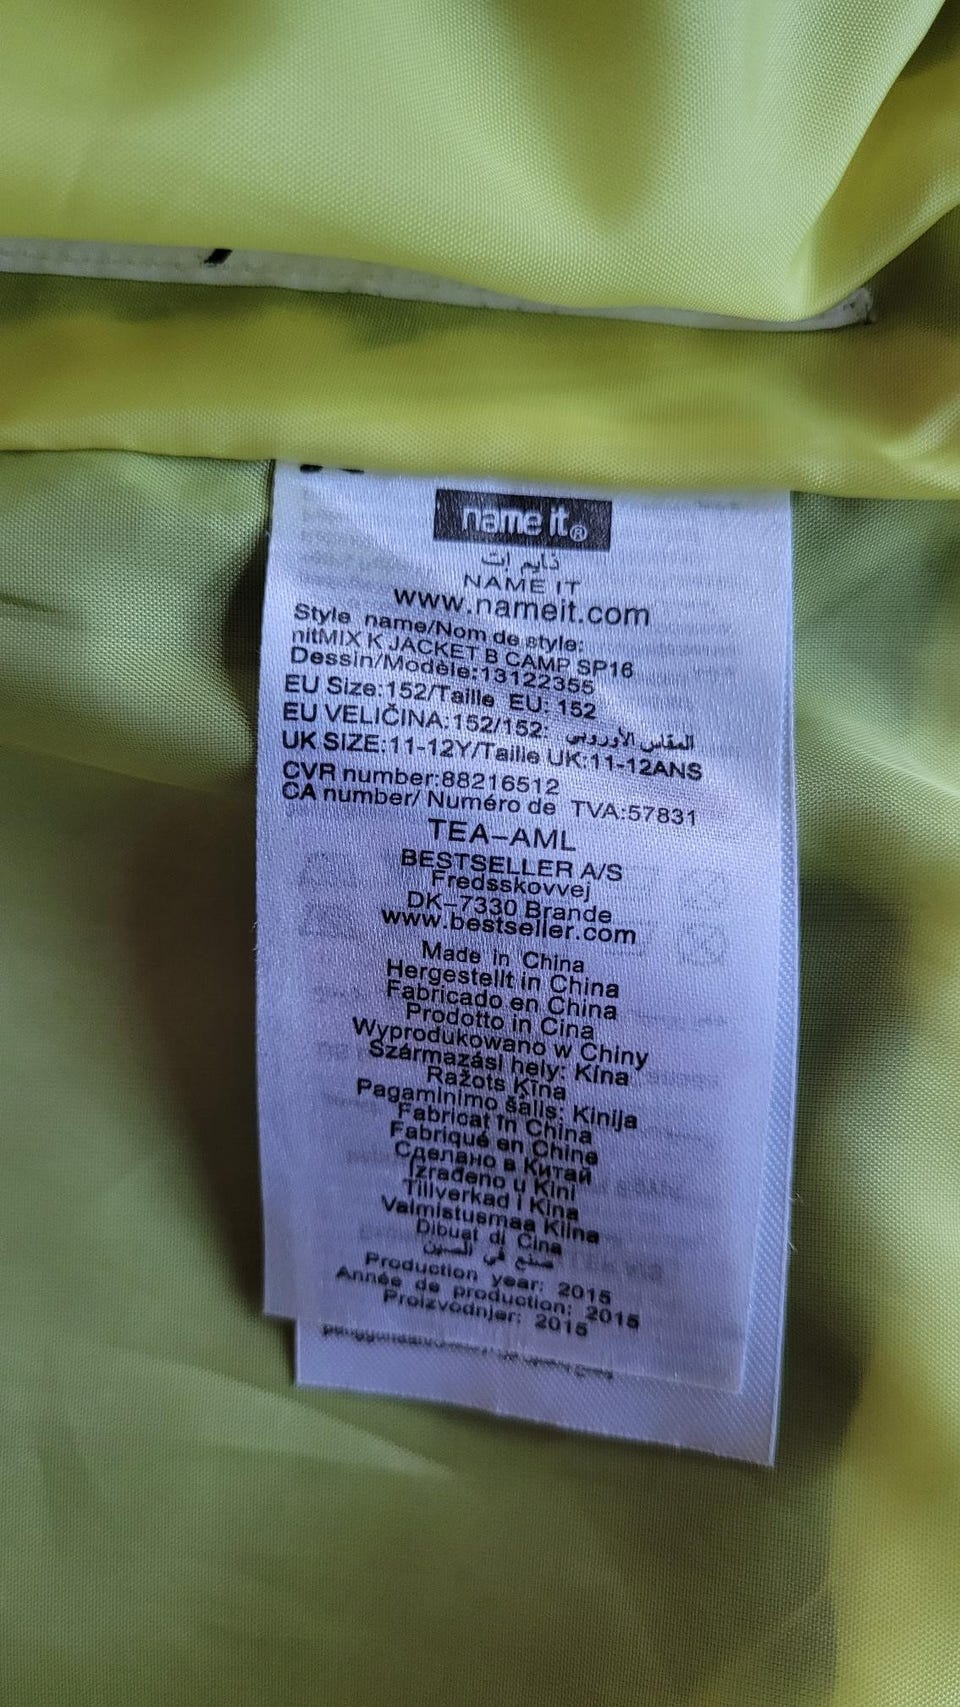 name it®
نايم إت
NAME IT
www.nameit.com
Style name/Nom de style:
nitMIX K JACKET B CAMP SP16
Dessin/Modèle:13122355
EU Size:152/Taille EU: 152
EU VELIČINA:152/152: المقاس الأوروبي
UK SIZE:11-12Y/Taille UK:11-12ANS
CVR number:88216512
CA number/ Numéro de TVA:57831
TEA-AML
BESTSELLER A/S
Fredsskovvej
DK-7330 Brande
www.bestseller.com
Made in China
Hergestellt in China
Fabricado en China
Prodotto in Cina
Wyprodukowano w Chiny
Származási hely: Kína
Ražots Ķīna
Pagaminimo šalis: Kinija
Fabricat în China
Fabriqué en Chine
Сделано в Китай
Izrađeno u Kini
Tillverkad i Kina
Valmistusmaa Kiina
Dibuat di Cina
صنع في الصين
Production year: 2015
Année de production: 2015
Proizvodnjer: 2015